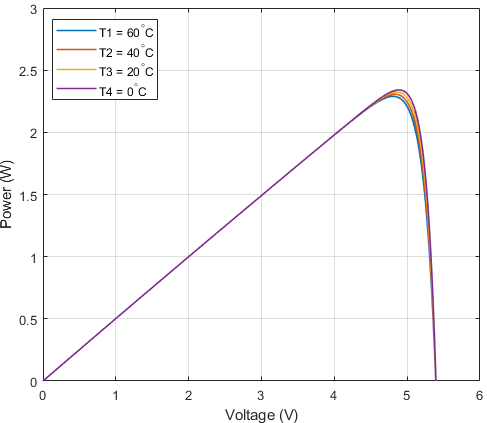 3
2.5
2
1.5
1
0.5
0
T1 = 60°C
T2 = 40°C
T3 = 20°C
T4 = 0°C
Power (W)
0 1 2 3 4 5 6
Voltage (V)